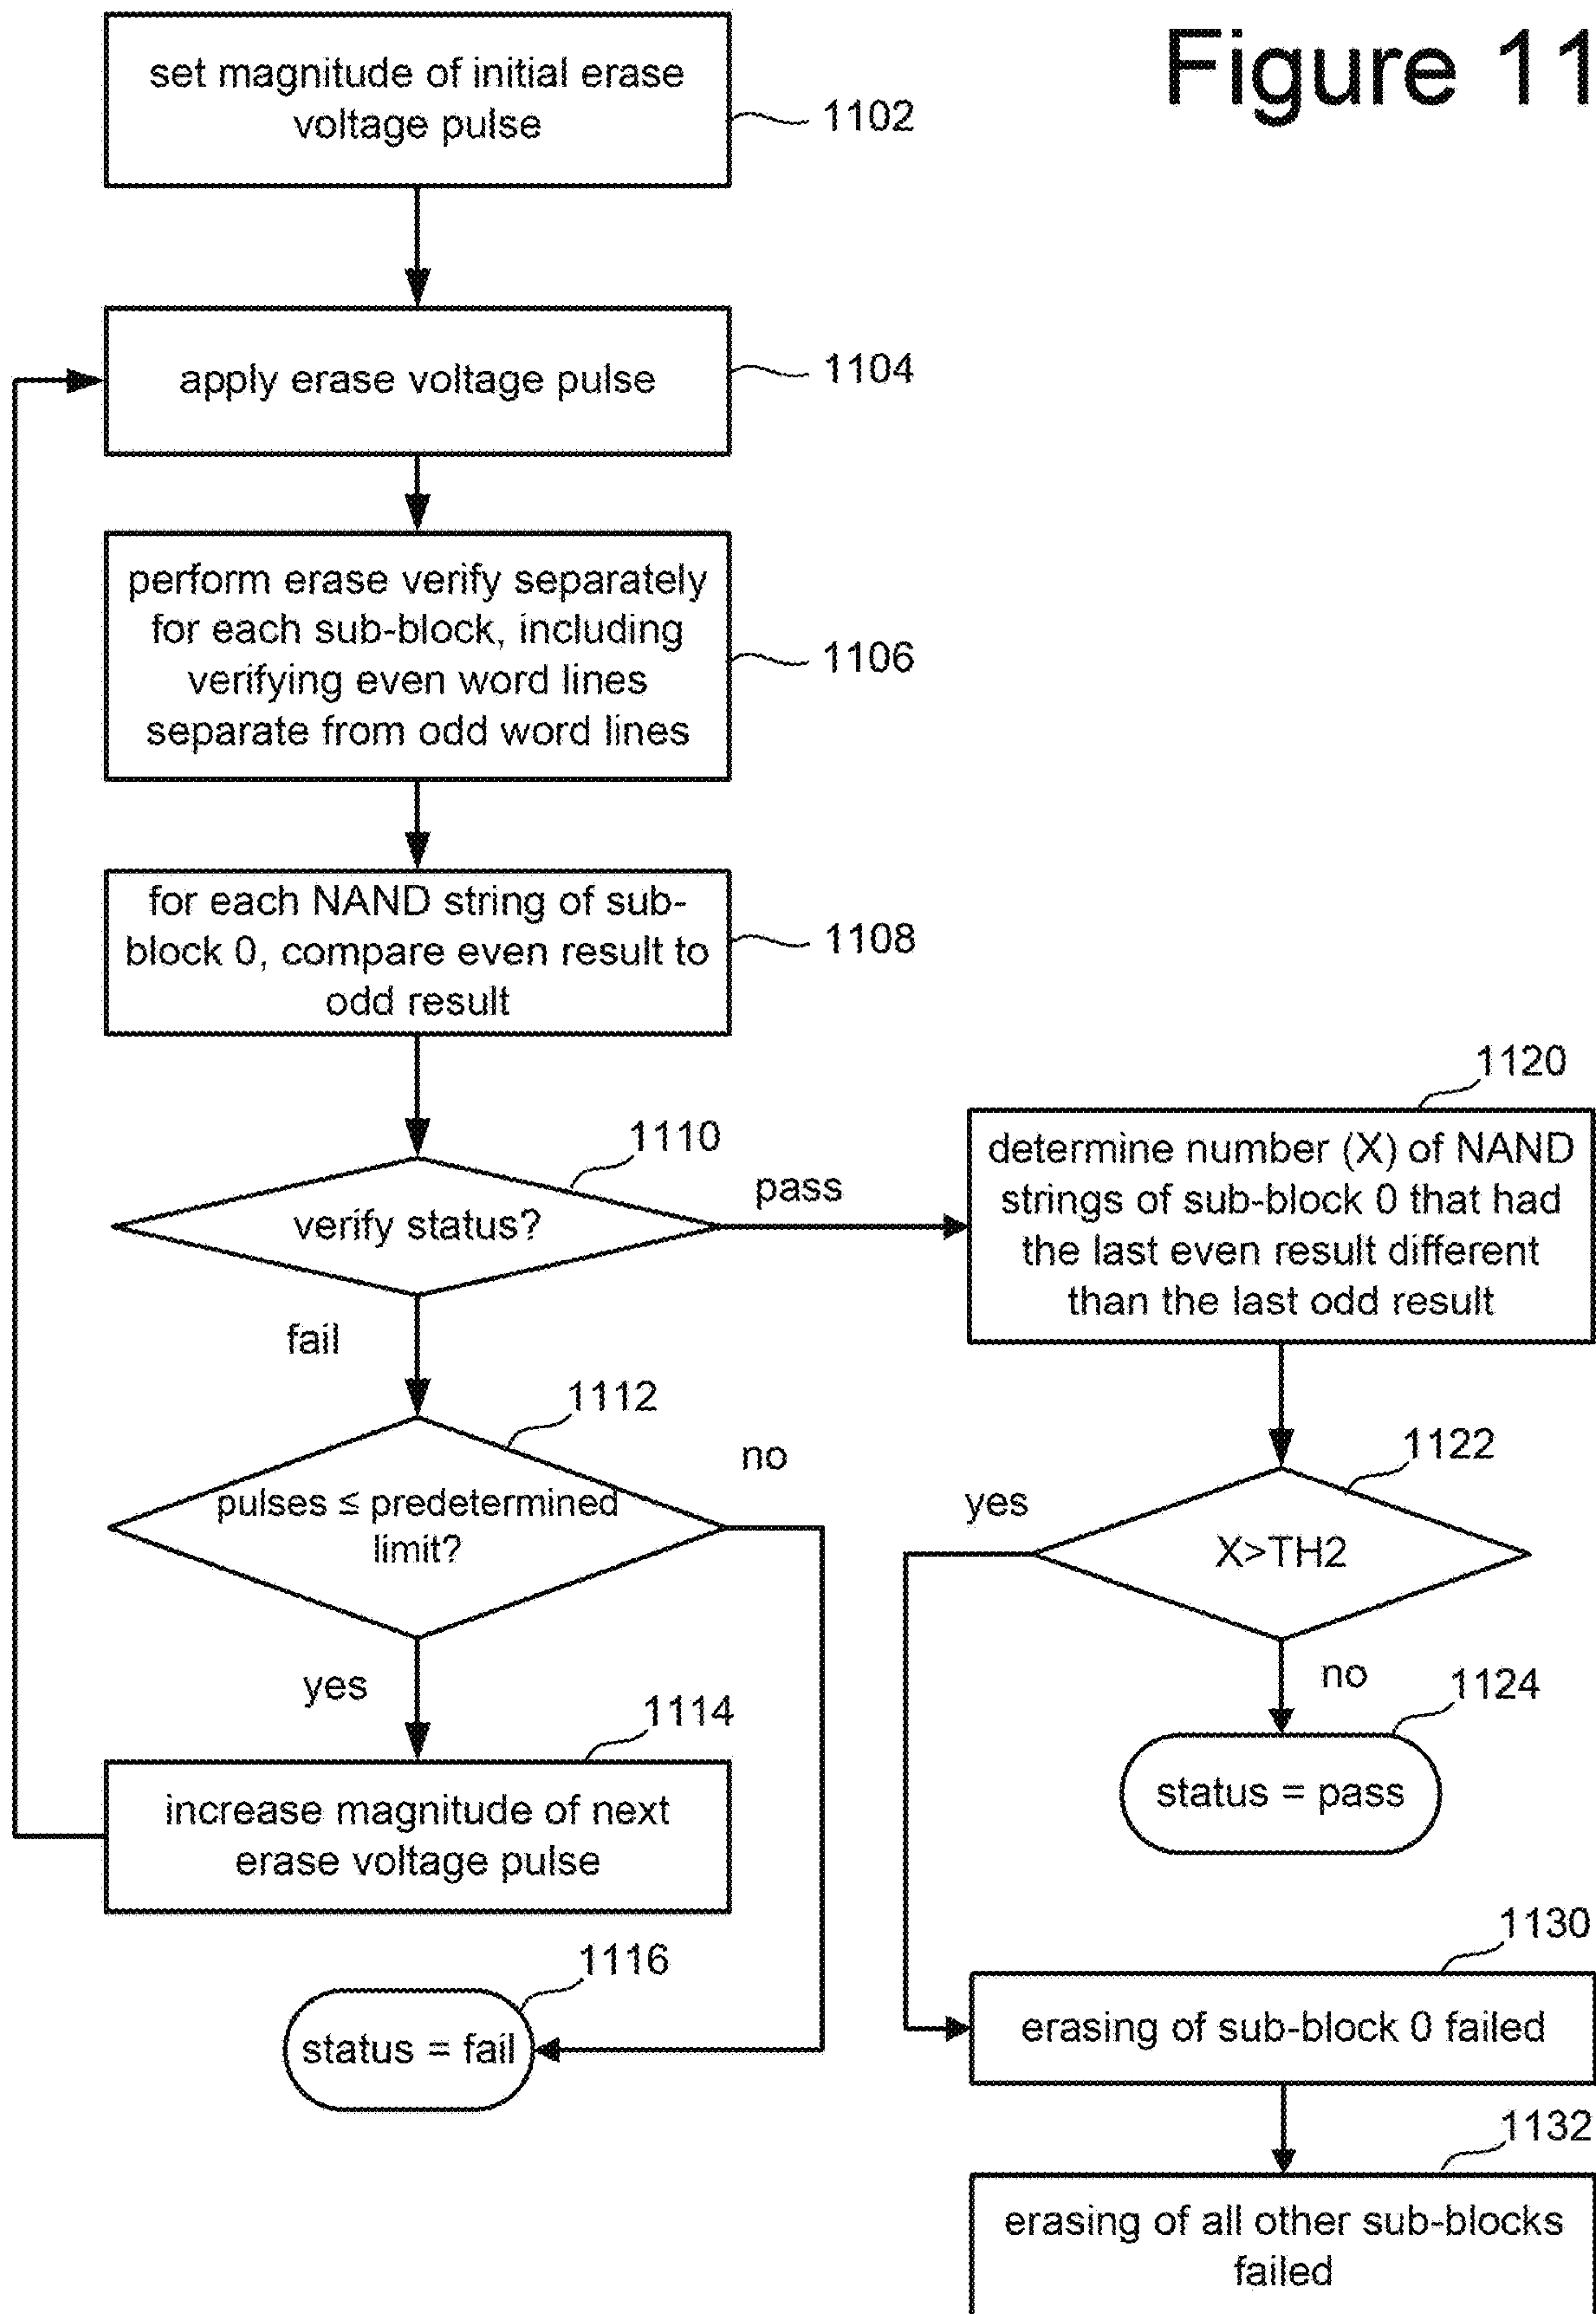 Figure 11
set magnitude of initial erase
voltage pulse
1102
apply erase voltage pulse
1104
perform erase verify separately
for each sub-block, including
verifying even word lines
separate from odd word lines
1106
for each NAND string of sub-
block 0, compare even result to
odd result
1108
1110
verify status?
pass
fail
1112
pulses ≤ predetermined
limit?
no
yes
1114
increase magnitude of next
erase voltage pulse
1116
status = fail
1120
determine number (X) of NAND
strings of sub-block 0 that had
the last even result different
than the last odd result
1122
yes
X>TH2
no
1124
status = pass
1130
erasing of sub-block 0 failed
1132
erasing of all other sub-blocks
failed